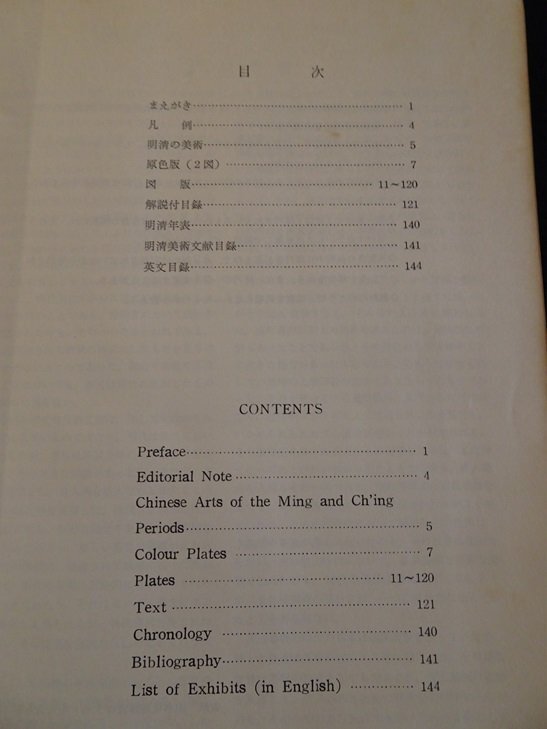 目　次
まえがき………………………………………… 1
凡　例………………………………………… 4
明清の美術………………………………………… 5
原色版（２図）………………………………………… 7
図　版………………………………………… 11～120
解説付目録………………………………………… 121
明清年表………………………………………… 140
明清美術文献目録………………………………………… 141
英文目録………………………………………… 144
CONTENTS
Preface………………………………………… 1
Editorial Note………………………………………… 4
Chinese Arts of the Ming and Ch'ing
Periods………………………………………… 5
Colour Plates ………………………………………… 7
Plates ………………………………………… 11～120
Text ………………………………………… 121
Chronology ………………………………………… 140
Bibliography………………………………………… 141
List of Exhibits (in English) …………… 144